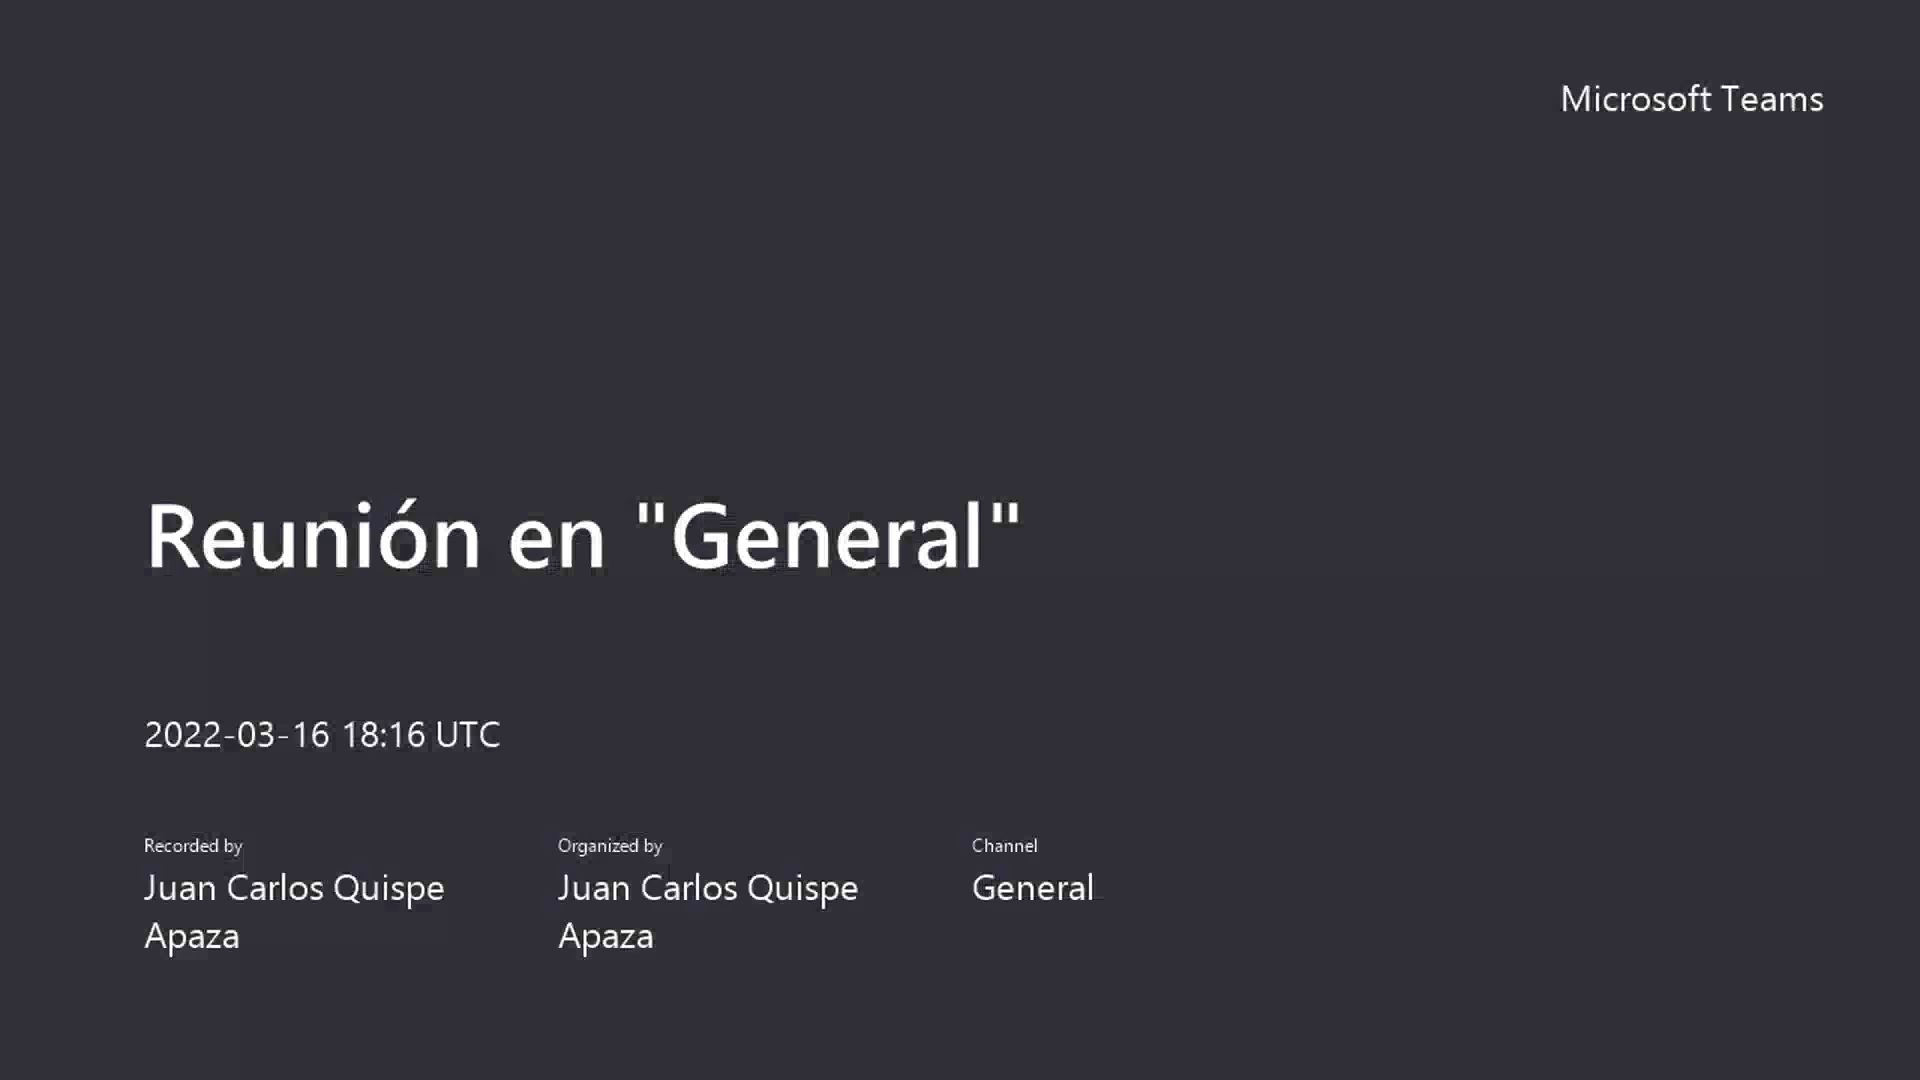 Microsoft Teams
Reunión en "General"
2022-03-16 18:16 UTC
Recorded by
Juan Carlos Quispe
Apaza
Organized by
Juan Carlos Quispe
Apaza
Channel
General